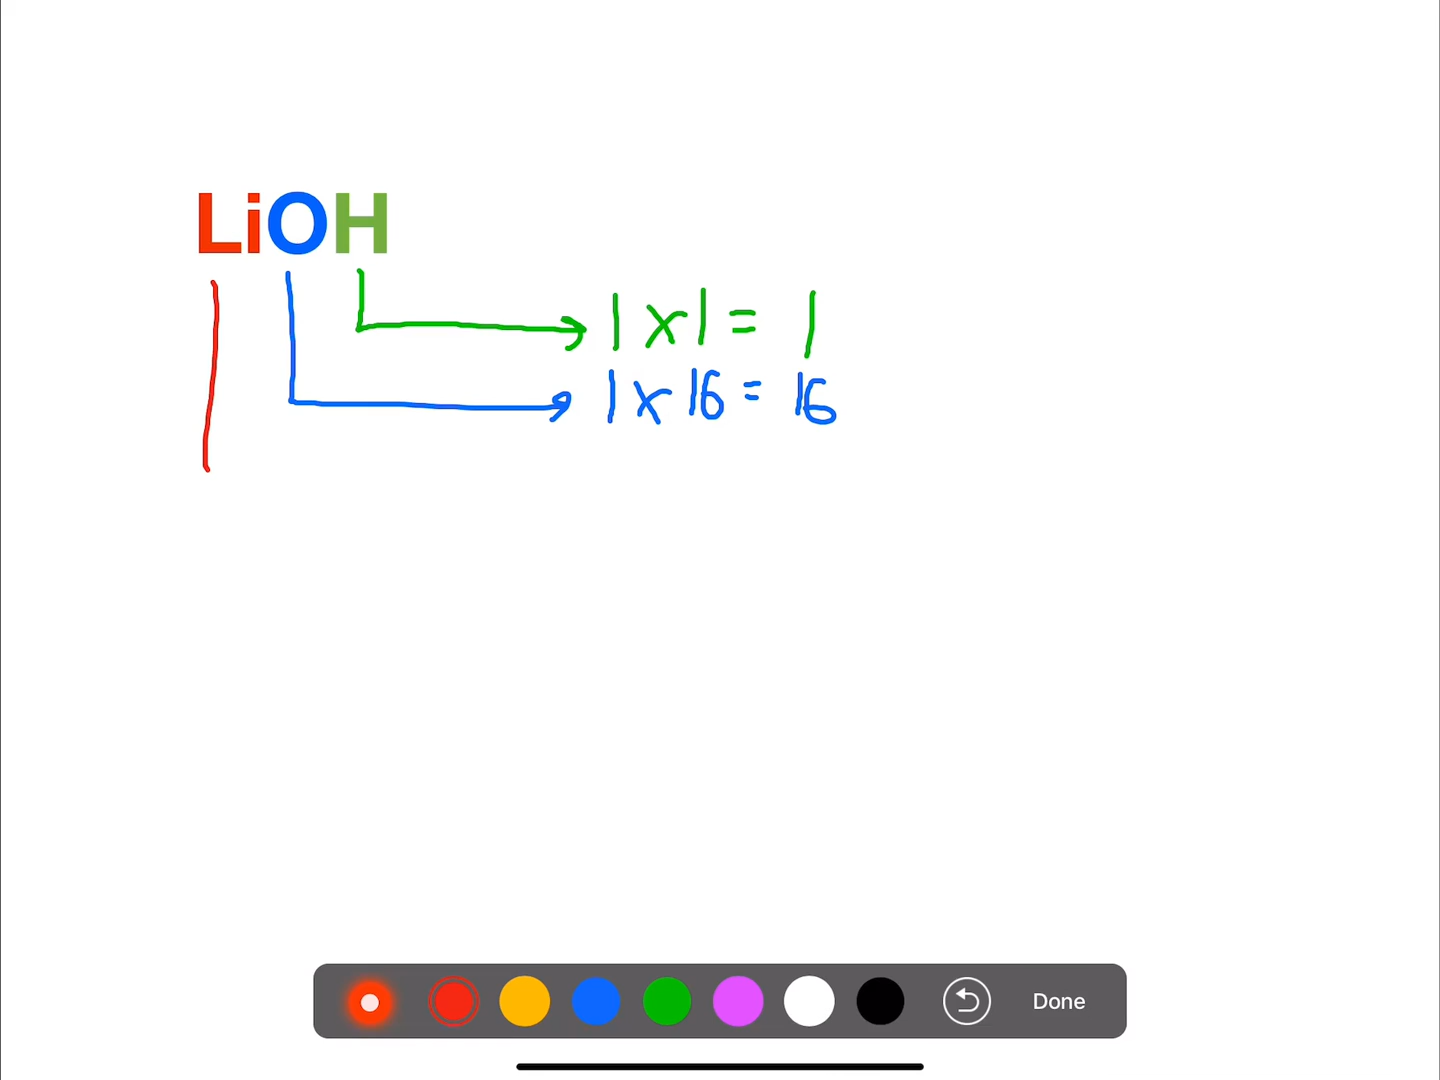 LiOH
1 x 1 = 1
1 x 16 = 16
Done